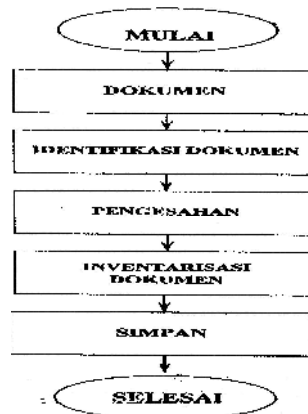 MULAI
DOKUMEN
IDENTIFIKASI DOKUMEN
PENGESAHAN
INVENTARISASI
DOKUMEN
SIMPAN
SELESAI